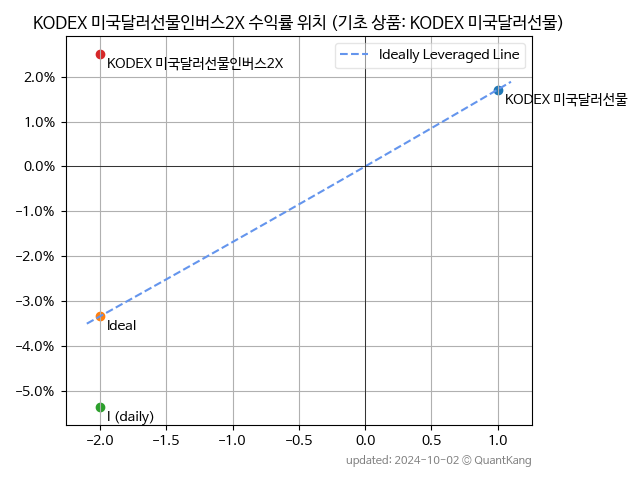 KODEX 미국달러선물인버스2X 수익률 위치 (기초 상품: KODEX 미국달러선물)
Ideally Leveraged Line
KODEX 미국달러선물인버스2X
KODEX 미국달러선물
Ideal
I (daily)
2.0%
1.0%
0.0%
−1.0%
−2.0%
−3.0%
−4.0%
−5.0%
−2.0 −1.5 −1.0 −0.5 0.0 0.5 1.0
updated: 2024-10-02 © QuantKang